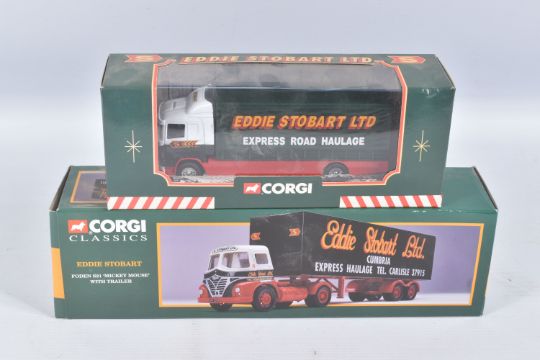 EDDIE STOBART LTD
EDDIE STOBART LTD
EXPRESS ROAD HAULAGE
CORGI
CORGI
CLASSICS
EDDIE STOBART
FODEN S21 'MICKEY MOUSE'
WITH TRAILER
Eddie Stobart Ltd.
CUMBRIA
EXPRESS HAULAGE TEL. CARLISLE 37915